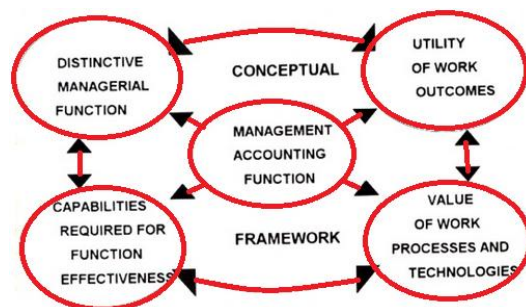 DISTINCTIVE
MANAGERIAL
FUNCTION
CONCEPTUAL
UTILITY
OF WORK
OUTCOMES
MANAGEMENT
ACCOUNTING
FUNCTION
CAPABILITIES
REQUIRED FOR
FUNCTION
EFFECTIVENESS
FRAMEWORK
VALUE
OF WORK
PROCESSES AND
TECHNOLOGIES